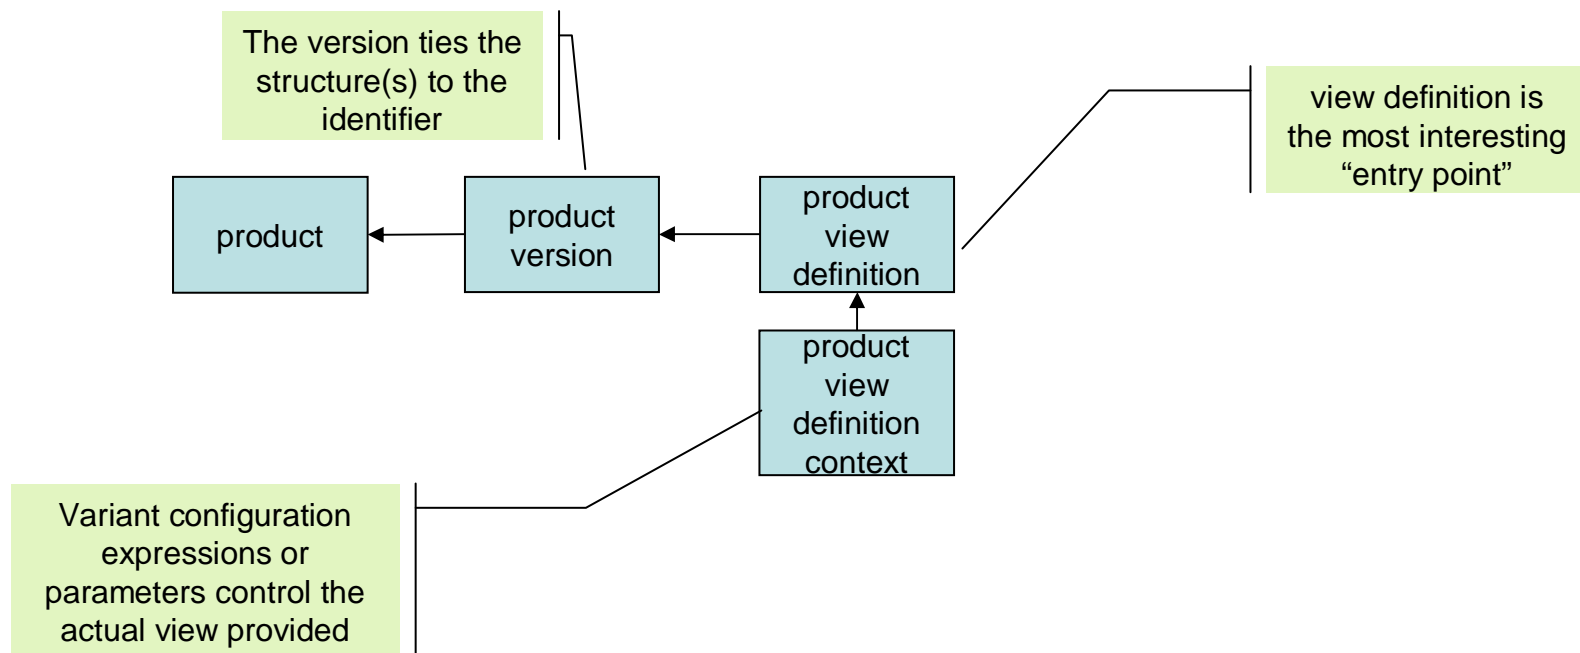 The version ties the
structure(s) to the
identifier
view definition is
the most interesting
“entry point”
product
product
version
product
view
definition
product
view
definition
context
Variant configuration
expressions or
parameters control the
actual view provided